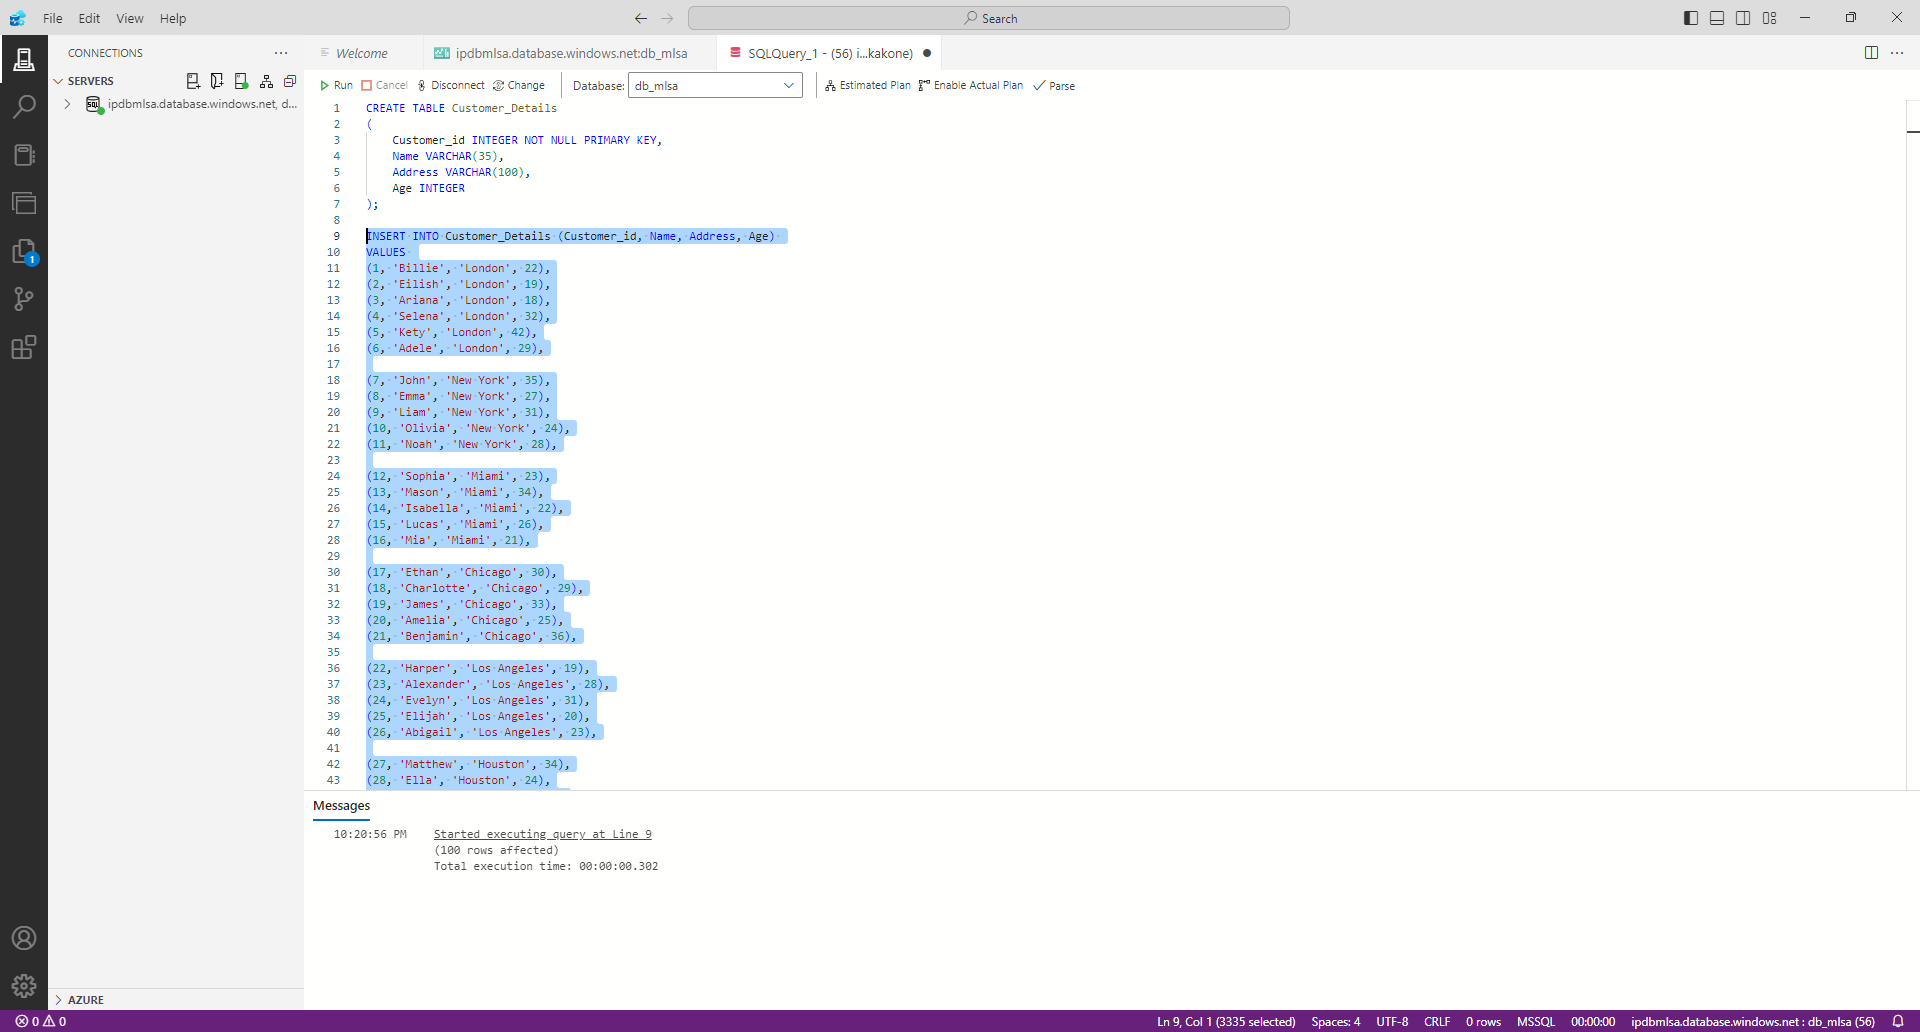 File Edit View Help
Search
CONNECTIONS
Welcome
ipdbmlsa.database.windows.net:db_mlsa
SQLQuery_1 - (56) i...kakone)
SERVERS
Run Cancel Disconnect Change Database: db_mlsa Estimated Plan Enable Actual Plan Parse
SQL ipdbmlsa.database.windows.net, d...
1 CREATE TABLE Customer_Details
2 (
3 Customer_id INTEGER NOT NULL PRIMARY KEY,
4 Name VARCHAR(35),
5 Address VARCHAR(100),
6 Age INTEGER
7 );
8
9 INSERT INTO Customer_Details (Customer_id, Name, Address, Age)
10 VALUES
11 (1, 'Billie', 'London', 22),
12 (2, 'Eilish', 'London', 19),
13 (3, 'Ariana', 'London', 18),
14 (4, 'Selena', 'London', 32),
15 (5, 'Kety', 'London', 42),
16 (6, 'Adele', 'London', 29),
17
18 (7, 'John', 'New York', 35),
19 (8, 'Emma', 'New York', 27),
20 (9, 'Liam', 'New York', 31),
21 (10, 'Olivia', 'New York', 24),
22 (11, 'Noah', 'New York', 28),
23
24 (12, 'Sophia', 'Miami', 23),
25 (13, 'Mason', 'Miami', 34),
26 (14, 'Isabella', 'Miami', 22),
27 (15, 'Lucas', 'Miami', 26),
28 (16, 'Mia', 'Miami', 21),
29
30 (17, 'Ethan', 'Chicago', 30),
31 (18, 'Charlotte', 'Chicago', 29),
32 (19, 'James', 'Chicago', 33),
33 (20, 'Amelia', 'Chicago', 25),
34 (21, 'Benjamin', 'Chicago', 36),
35
36 (22, 'Harper', 'Los Angeles', 19),
37 (23, 'Alexander', 'Los Angeles', 28),
38 (24, 'Evelyn', 'Los Angeles', 31),
39 (25, 'Elijah', 'Los Angeles', 20),
40 (26, 'Abigail', 'Los Angeles', 23),
41
42 (27, 'Matthew', 'Houston', 34),
43 (28, 'Ella', 'Houston', 24),
1
Messages
10:20:56 PM Started executing query at Line 9
(100 rows affected)
Total execution time: 00:00:00.302
AZURE
0 0
Ln 9, Col 1 (3335 selected) Spaces: 4 UTF-8 CRLF 0 rows MSSQL 00:00:00 ipdbmlsa.database.windows.net : db_mlsa (56)